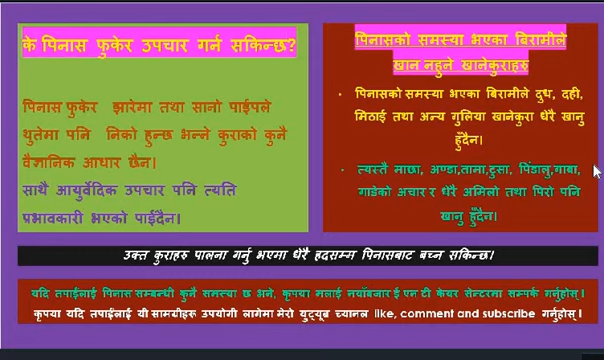 के पिनास फुकेर उपचार गर्न सकिन्छ?
पिनास फुकेर झारेमा तथा सानो पाईपले
थुतेमा पनि निको हुन्छ भन्ने कुराको कुनै
वैज्ञानिक आधार छैन।
साथै आयुर्वेदिक उपचार पनि त्यति
प्रभावकारी भएको पाईदैंन।
पिनासको समस्या भएका बिरामीले
खान नहुने खानेकुराहरु
• पिनासको समस्या भएका बिरामीले दुध, दही,
मिठाई तथा अन्य गुलिया खानेकुरा धेरै खानु
हुँदैन।
• त्यस्तै माछा, अण्डा,तामा,टुसा, पिंडालु,गाबा,
गाडेको अचार र धेरै अमिलो तथा पिरो पनि
खानु हुँदैन।
उक्त कुराहरु पालना गर्नु भएमा धेरै हदसम्म पिनासबाट बच्न सकिन्छ।
यदि तपाईंलाई पिनास सम्बन्धी कुनै समस्या छ भने, कृपया मलाई नयाँबजार ई एन टी केयर सेन्टरमा सम्पर्क गर्नुहोस् !
कृपया यदि तपाईंलाई यी सामग्रीहरु उपयोगी लागेमा मेरो युट्यूब च्यानल like, comment and subscribe गर्नुहोस् !